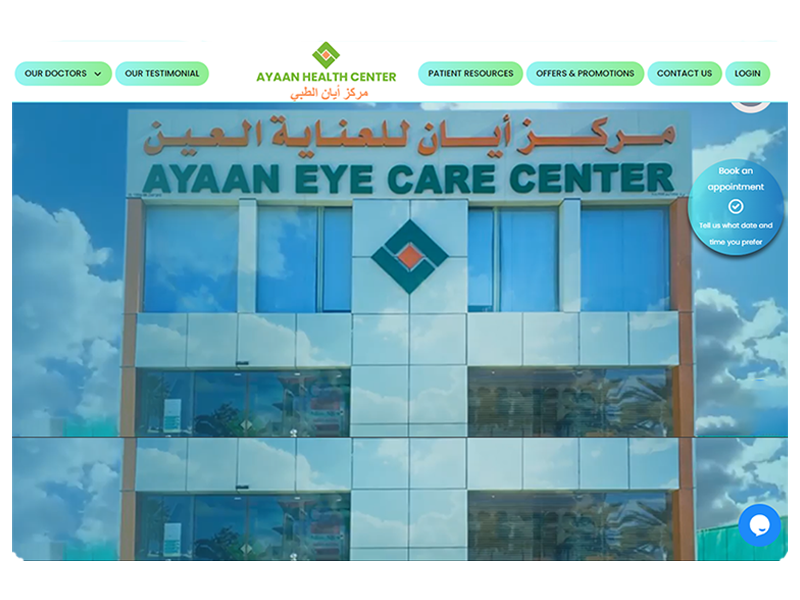 OUR DOCTORS
OUR TESTIMONIAL
AYAAN HEALTH CENTER
مركز أيان الطبي
PATIENT RESOURCES
OFFERS & PROMOTIONS
CONTACT US
LOGIN
مركز أيان للعناية العين
AYAAN EYE CARE CENTER
Book an
appointment
Tell us what date and
time you prefer